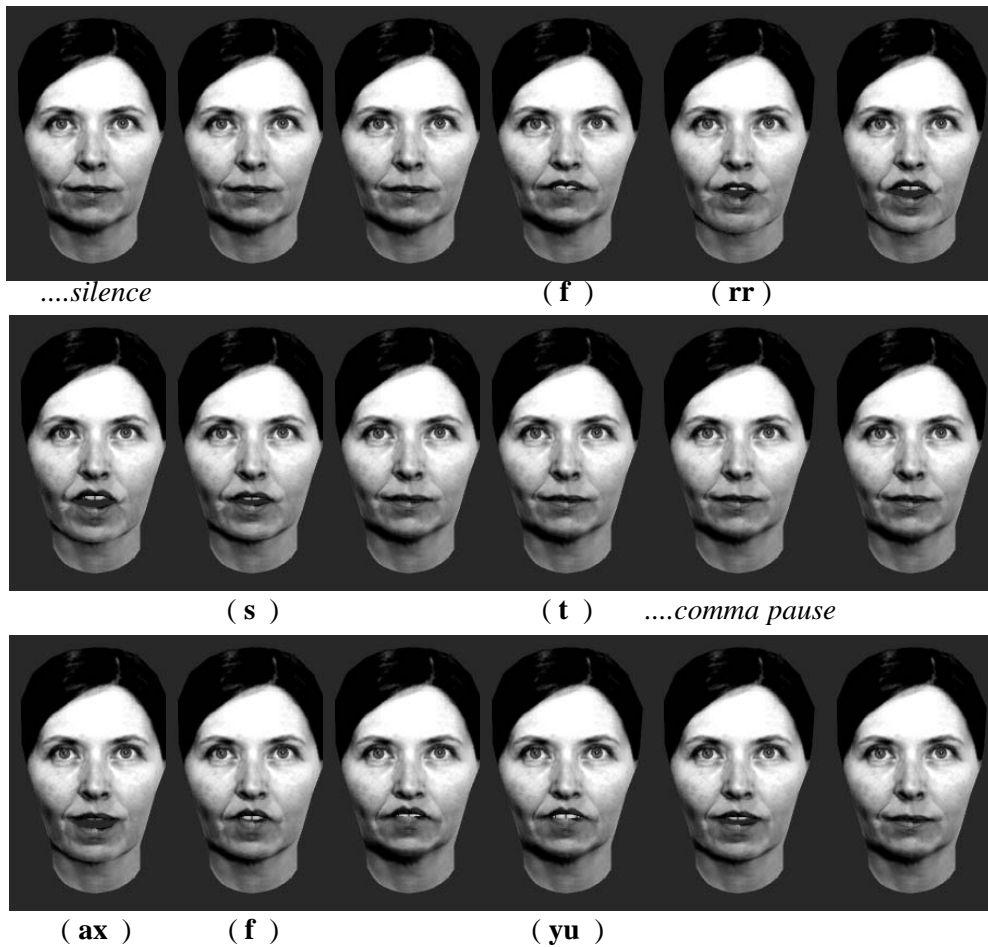 ....silence ( f ) ( rr )
( s ) ( t ) ....comma pause
( ax ) ( f ) ( yu )